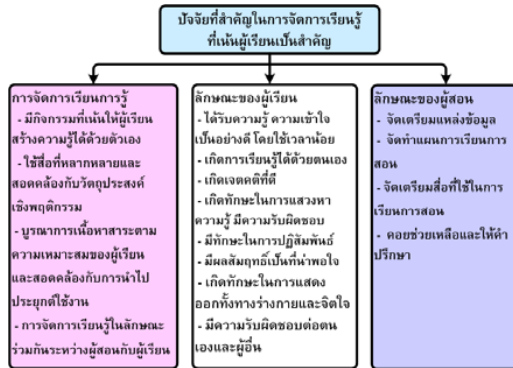 ปัจจัยที่สำคัญในการจัดการเรียนรู้
ที่เน้นผู้เรียนเป็นสำคัญ
การจัดการเรียนการรู้
- มีกิจกรรมที่เน้นให้ผู้เรียน
สร้างความรู้ได้ด้วยตัวเอง
- ใช้สื่อที่หลากหลายและ
สอดคล้องกับวัตถุประสงค์
เชิงพฤติกรรม
- บูรณาการเนื้อหาสาระตาม
ความเหมาะสมของผู้เรียน
และสอดคล้องกับการนำไป
ประยุกต์ใช้งาน
- การจัดการเรียนรู้ในลักษณะ
ร่วมกันระหว่างผู้สอนกับผู้เรียน
ลักษณะของผู้เรียน
- ได้รับความรู้ ความเข้าใจ
เป็นอย่างดี โดยใช้เวลาน้อย
- เกิดการเรียนรู้ได้ด้วยตนเอง
- เกิดเจตคติที่ดี
- เกิดทักษะในการแสวงหา
ความรู้ มีความรับผิดชอบ
- มีทักษะในการปฏิสัมพันธ์
- มีผลสัมฤทธิ์เป็นที่น่าพอใจ
- เกิดทักษะในการแสดง
ออกทั้งทางร่างกายและจิตใจ
- มีความรับผิดชอบต่อตน
เองและผู้อื่น
ลักษณะของผู้สอน
- จัดเตรียมแหล่งข้อมูล
- จัดทำแผนการเรียนการ
สอน
- จัดเตรียมสื่อที่ใช้ในการ
เรียนการสอน
- คอยช่วยเหลือและให้คำ
ปรึกษา